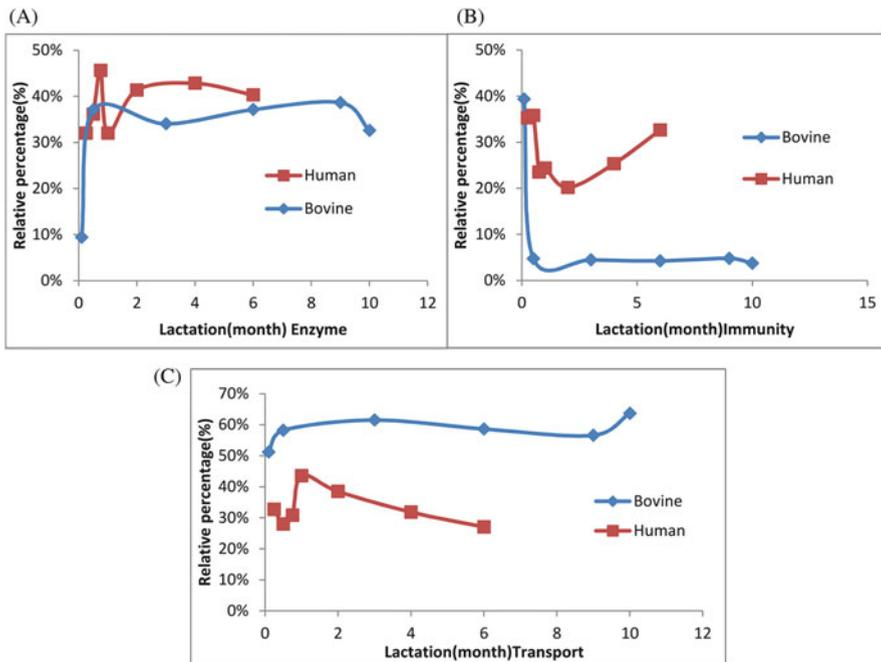 (A)
50%
40%
30%
20%
10%
0%
Relative percentage(%)
Human
Bovine
0 2 4 6 8 10 12
Lactation(month) Enzyme
(B)
50%
40%
30%
20%
10%
0%
Relative percentage(%)
Bovine
Human
0 5 10 15
Lactation(month)Immunity
(C)
70%
60%
50%
40%
30%
20%
10%
0%
Relative percentage(%)
Bovine
Human
0 2 4 6 8 10 12
Lactation(month)Transport